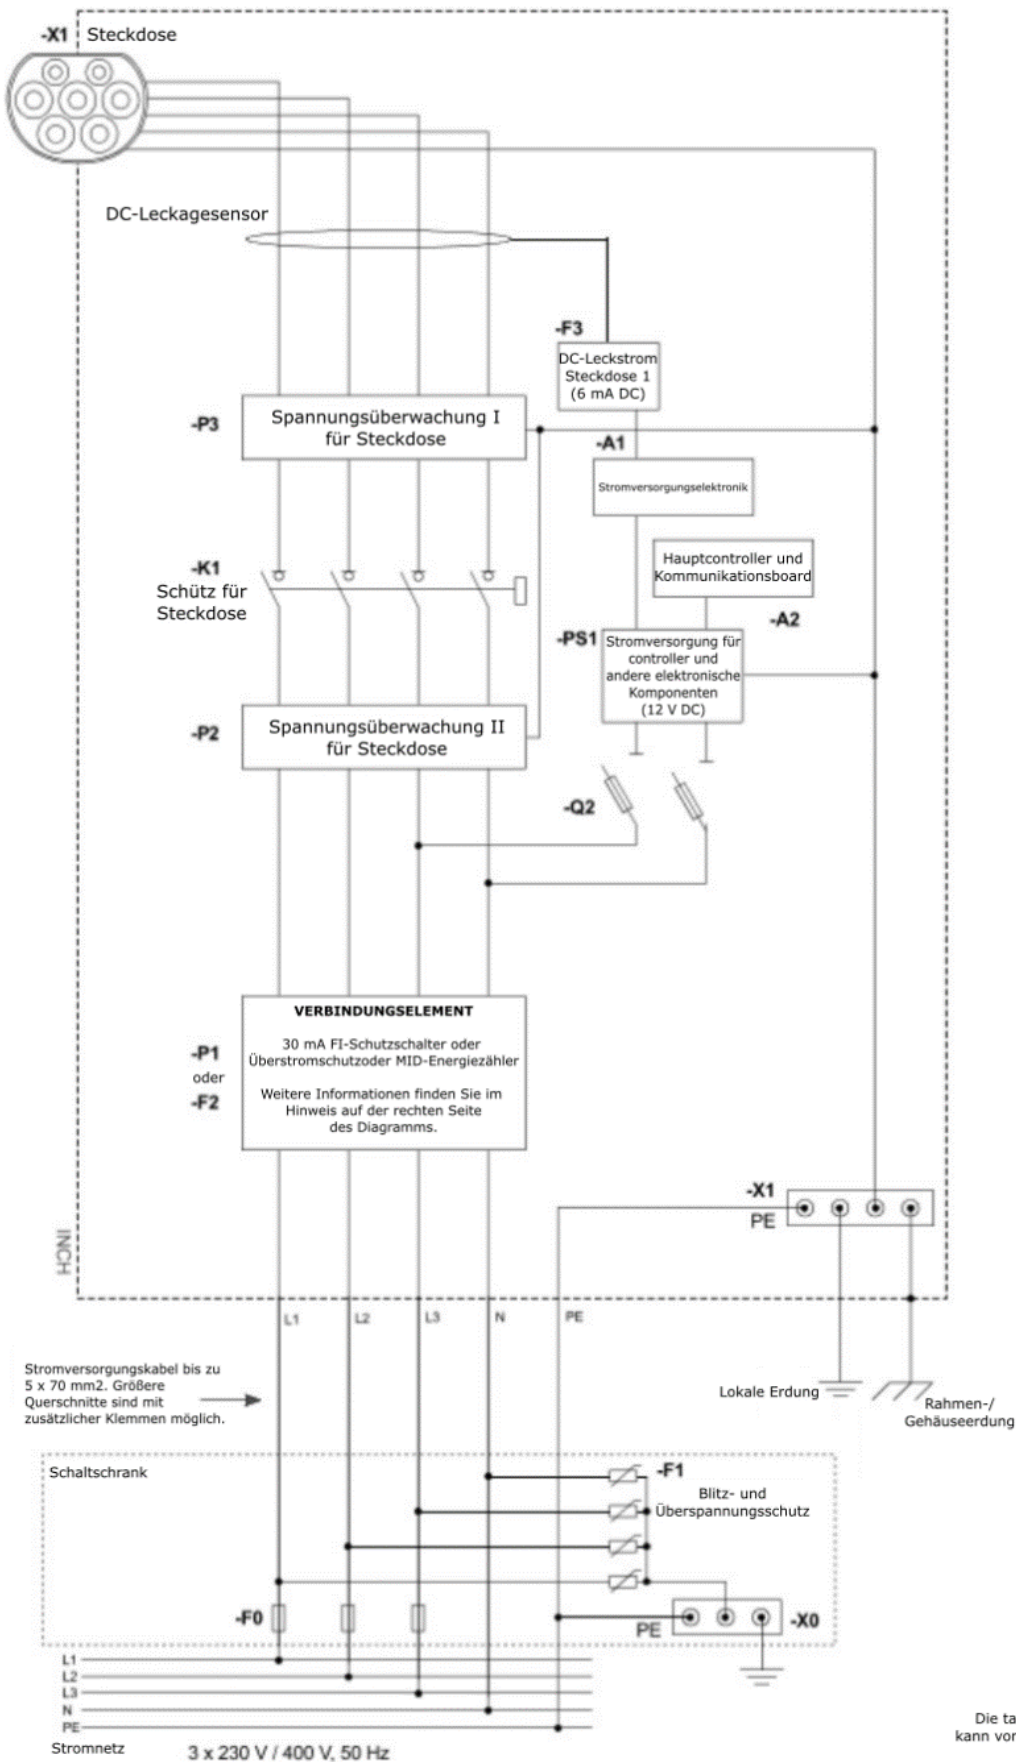 -X1 Steckdose
DC-Leckagesensor
-F3
DC-Leckstrom
Steckdose 1
(6 mA DC)
-P3
Spannungsüberwachung I
für Steckdose
-A1
Stromversorgungselektronik
-K1
Schütz für
Steckdose
Hauptcontroller und
Kommunikationsboard
-A2
-PS1
Stromversorgung für
controller und
andere elektronische
Komponenten
(12 V DC)
-P2
Spannungsüberwachung II
für Steckdose
-Q2
VERBINDUNGSELEMENT
30 mA FI-Schutzschalter oder
Überstromschutzoder MID-Energiezähler
Weitere Informationen finden Sie im
Hinweis auf der rechten Seite
des Diagramms.
-P1
oder
-F2
-X1
PE
INCH
L1 L2 L3 N PE
Stromversorgungskabel bis zu
5 x 70 mm2. Größere
Querschnitte sind mit
zusätzlicher Klemmen möglich.
Lokale Erdung
Rahmen-/
Gehäuseerdung
Schaltschrank
-F1
Blitz- und
Überspannungsschutz
-F0
PE
-X0
L1
L2
L3
N
PE
Stromnetz
3 x 230 V / 400 V, 50 Hz
Die ta
kann vor